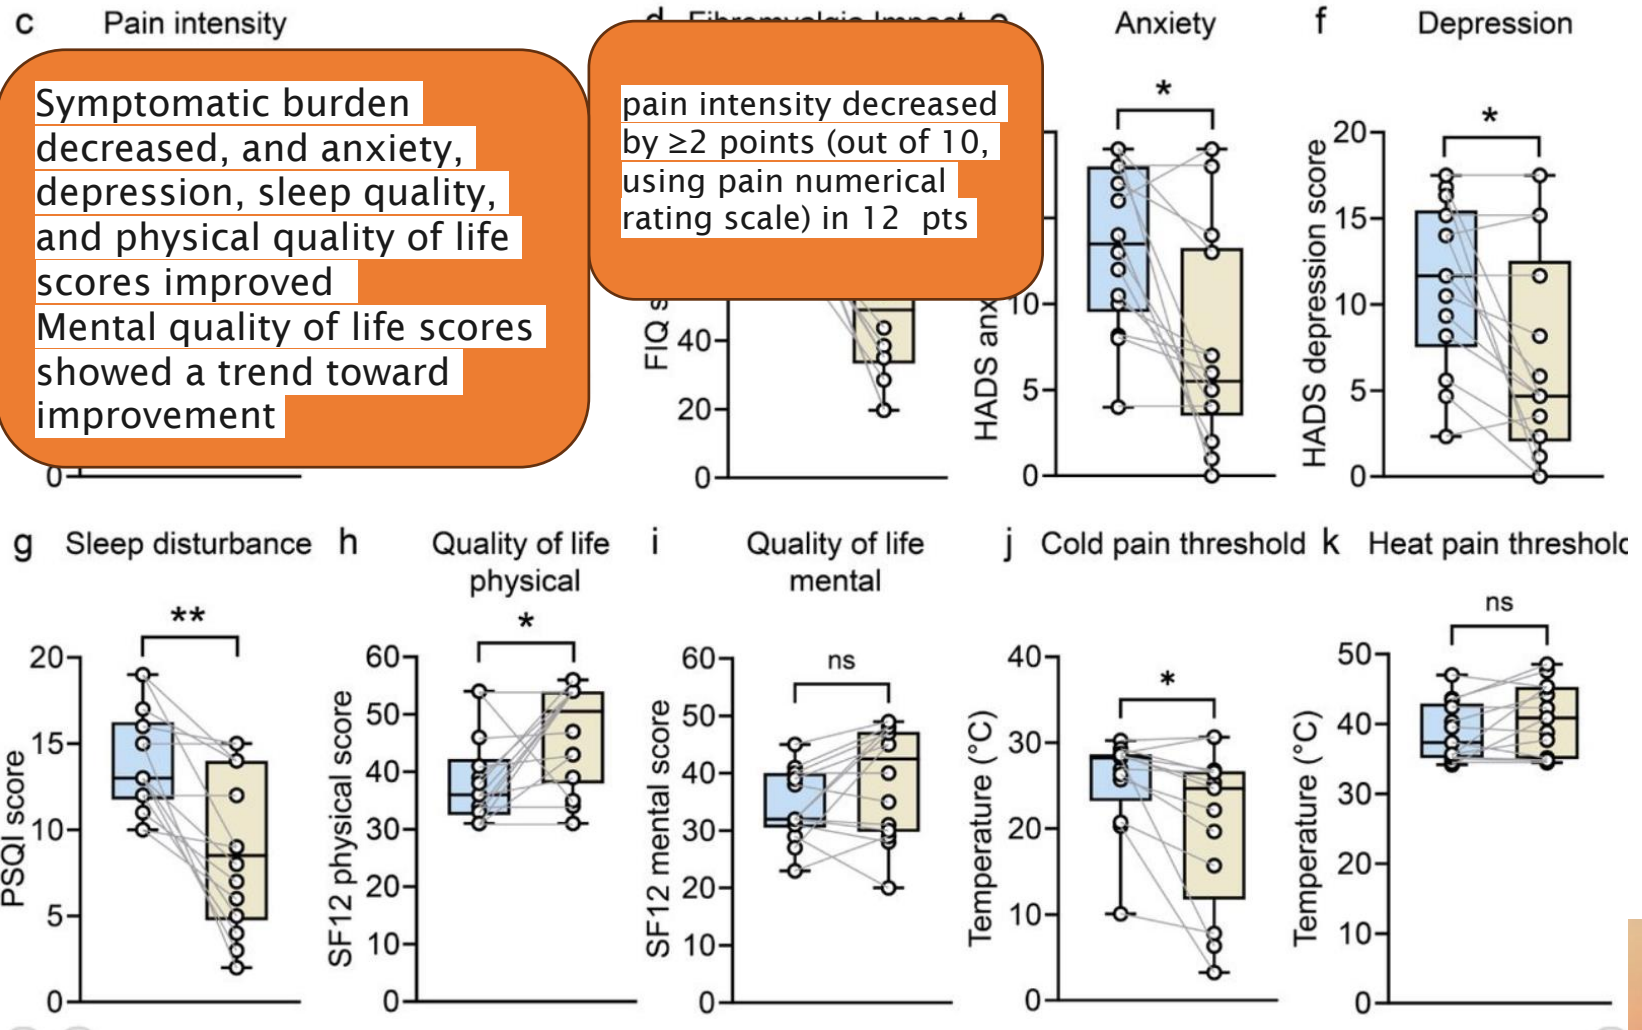 c Pain intensity
Anxiety
f Depression
Symptomatic burden
decreased, and anxiety,
depression, sleep quality,
and physical quality of life
scores improved
Mental quality of life scores
showed a trend toward
improvement
pain intensity decreased
by ≥2 points (out of 10,
using pain numerical
rating scale) in 12 pts
0
FIQ
40
20
0
*
HADS
10
5
0
*
HADS depression score
20
15
10
5
0
g Sleep disturbance
**
PSQI score
20
15
10
5
0
h Quality of life
physical
*
SF12 physical score
60
50
40
30
20
10
0
i Quality of life
mental
ns
SF12 mental score
60
50
40
30
20
10
0
j Cold pain threshold
*
Temperature (°C)
40
30
20
10
0
k Heat pain threshold
ns
Temperature (°C)
50
40
30
20
10
0